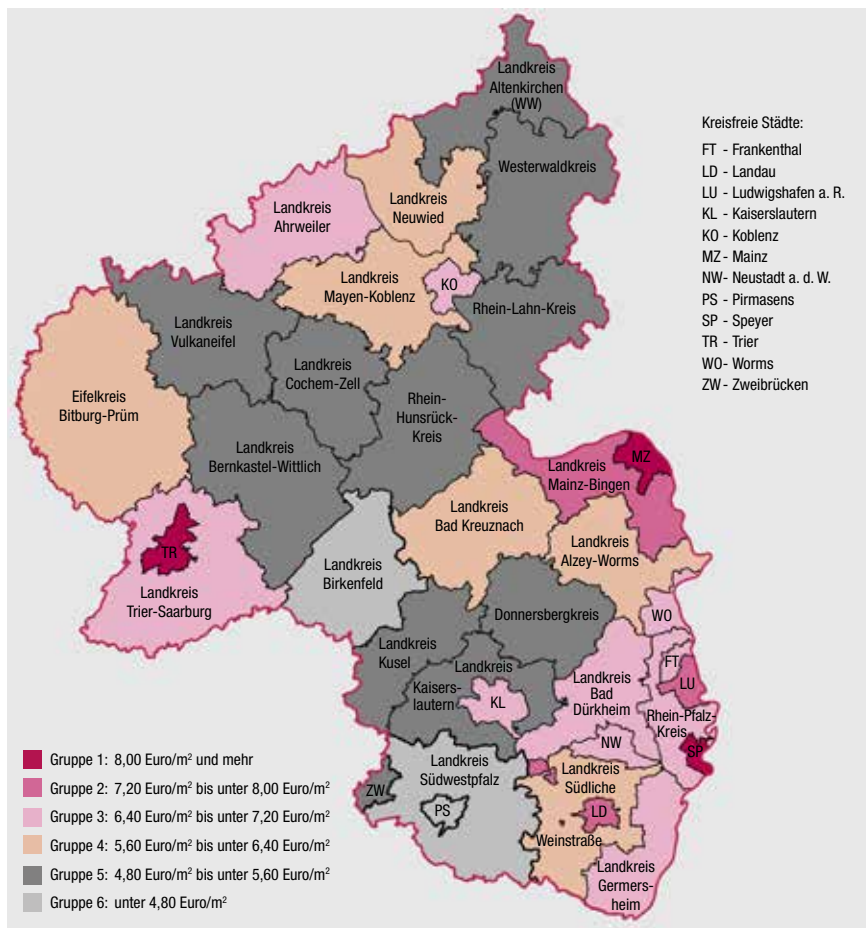 Landkreis
Altenkirchen
(WW)
Kreisfreie Städte:
FT - Frankenthal
LD - Landau
LU - Ludwigshafen a. R.
KL - Kaiserslautern
KO - Koblenz
MZ - Mainz
NW - Neustadt a. d. W.
PS - Pirmasens
SP - Speyer
TR - Trier
WO - Worms
ZW - Zweibrücken
Westerwaldkreis
Landkreis
Neuwied
Landkreis
Ahrweiler
Landkreis
Mayen-Koblenz
KO
Rhein-Lahn-Kreis
Landkreis
Vulkaneifel
Landkreis
Cochem-Zell
Rhein-
Hunsrück-
Kreis
Eifelkreis
Bitburg-Prüm
Landkreis
Bernkastel-Wittlich
Landkreis
Mainz-Bingen
MZ
Landkreis
Bad Kreuznach
Landkreis
Alzey-Worms
TR
Landkreis
Trier-Saarburg
Landkreis
Birkenfeld
Donnersbergkreis
WO
Landkreis
Kusel
Landkreis
Kaisers-
lautern
KL
Landkreis
Bad
Dürkheim
FT
LU
Rhein-Pfalz-
Kreis
SP
NW
Landkreis
Südwestpfalz
ZW
PS
Landkreis
Südliche
Weinstraße
LD
Landkreis
Germers-
heim
Gruppe 1: 8,00 Euro/m² und mehr
Gruppe 2: 7,20 Euro/m² bis unter 8,00 Euro/m²
Gruppe 3: 6,40 Euro/m² bis unter 7,20 Euro/m²
Gruppe 4: 5,60 Euro/m² bis unter 6,40 Euro/m²
Gruppe 5: 4,80 Euro/m² bis unter 5,60 Euro/m²
Gruppe 6: unter 4,80 Euro/m²